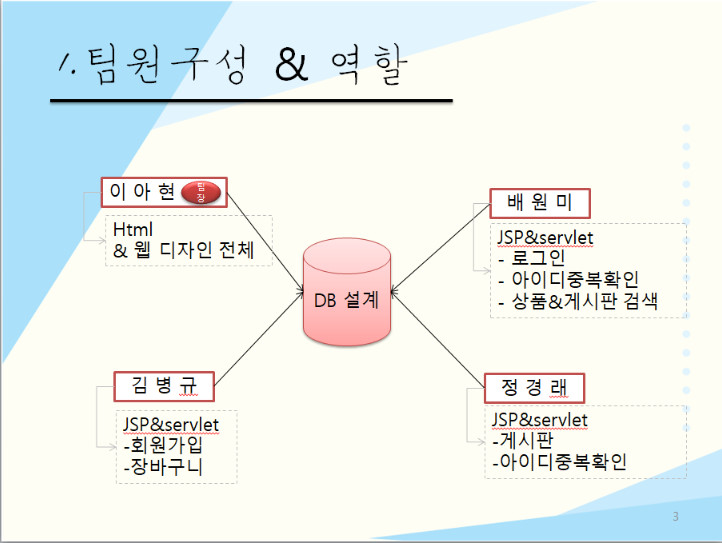 1.팀원구성 & 역할
이 아 현 팀장
Html
& 웹 디자인 전체
배 원 미
JSP&servlet
- 로그인
- 아이디중복확인
- 상품&게시판 검색
DB 설계
김 병 규
JSP&servlet
-회원가입
-장바구니
정 경 래
JSP&servlet
-게시판
-아이디중복확인
3